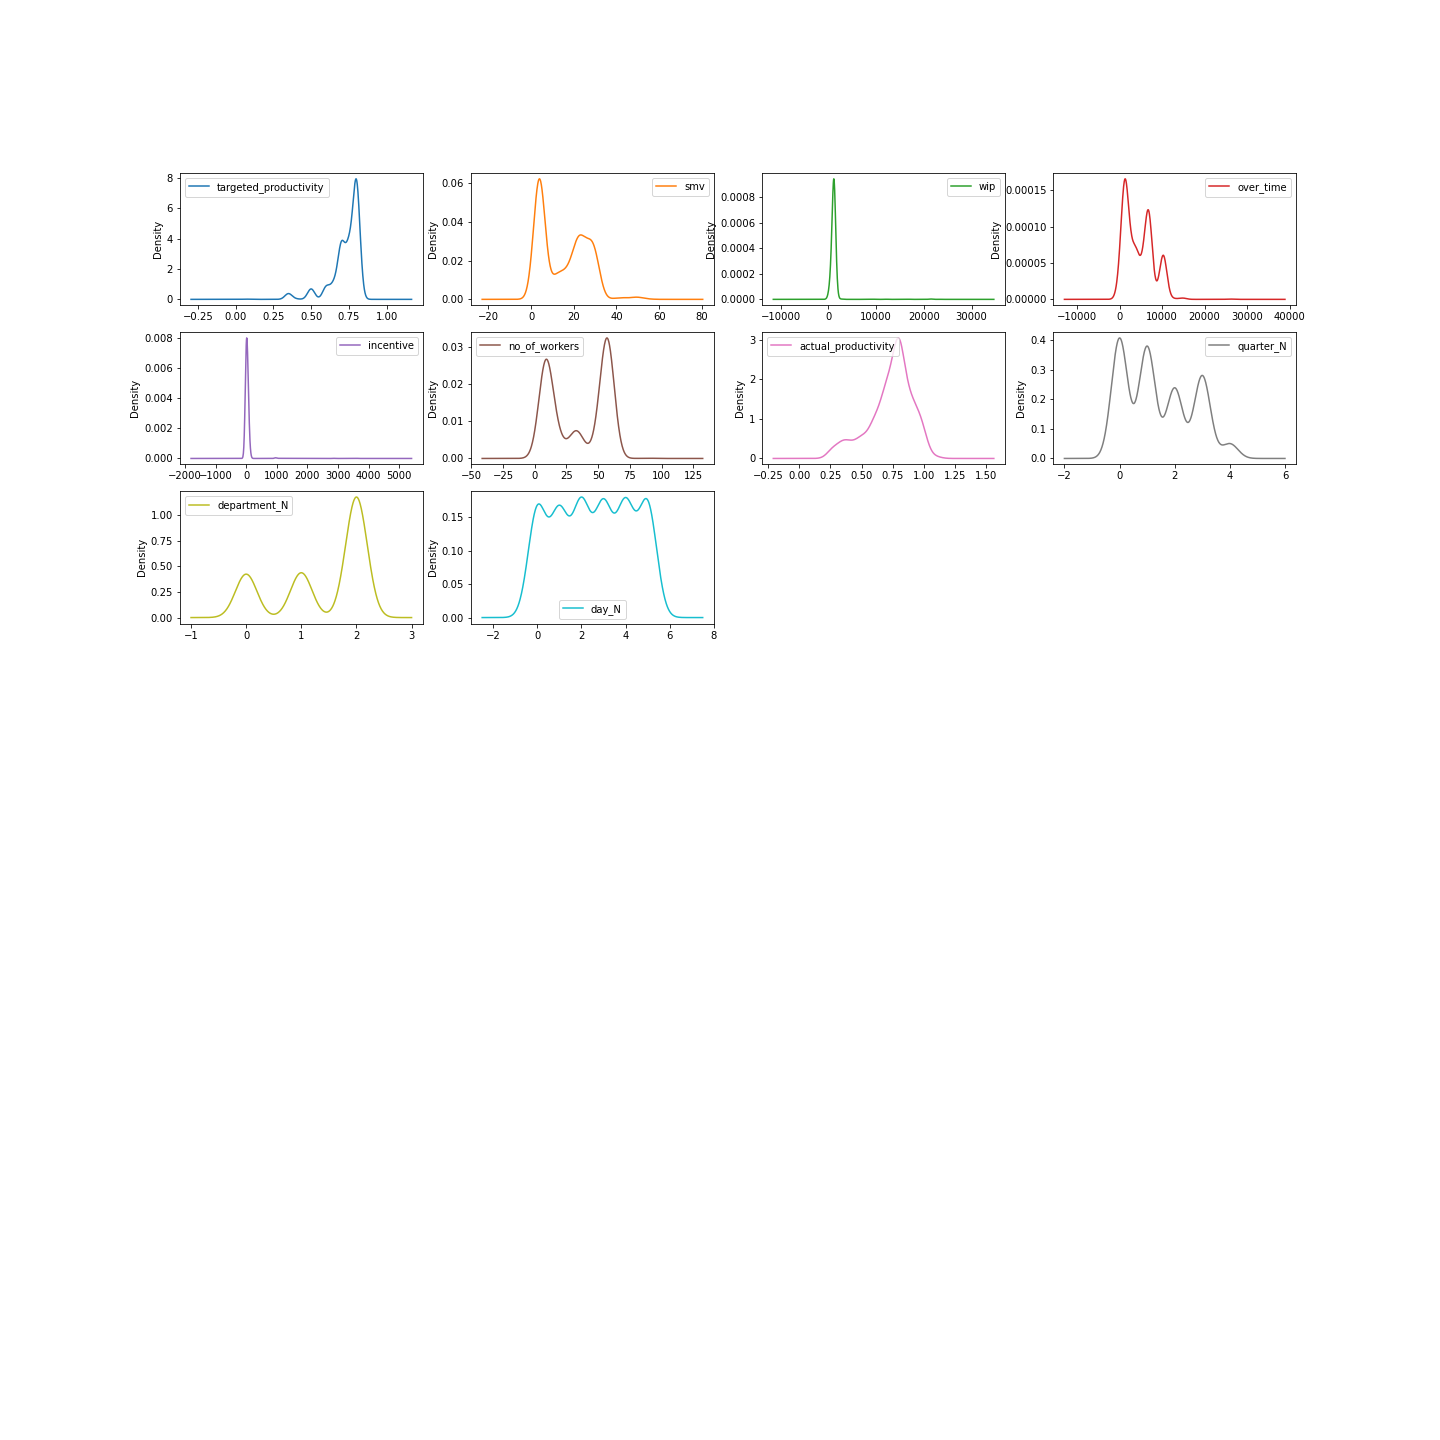 targeted_productivity
Density
8
6
4
2
0
−0.25 0.00 0.25 0.50 0.75 1.00
smv
Density
0.06
0.04
0.02
0.00
−20 0 20 40 60 80
wip
Density
0.0008
0.0006
0.0004
0.0002
0.0000
−10000 0 10000 20000 30000
over_time
Density
0.00015
0.00010
0.00005
0.00000
−10000 0 10000 20000 30000 40000
incentive
Density
0.008
0.006
0.004
0.002
0.000
−2000 −1000 0 1000 2000 3000 4000 5000
no_of_workers
Density
0.03
0.02
0.01
0.00
−50 −25 0 25 50 75 100 125
actual_productivity
Density
3
2
1
0
−0.25 0.00 0.25 0.50 0.75 1.00 1.25 1.50
quarter_N
Density
0.4
0.3
0.2
0.1
0.0
−2 0 2 4 6
department_N
Density
1.00
0.75
0.50
0.25
0.00
−1 0 1 2 3
day_N
Density
0.15
0.10
0.05
0.00
−2 0 2 4 6 8